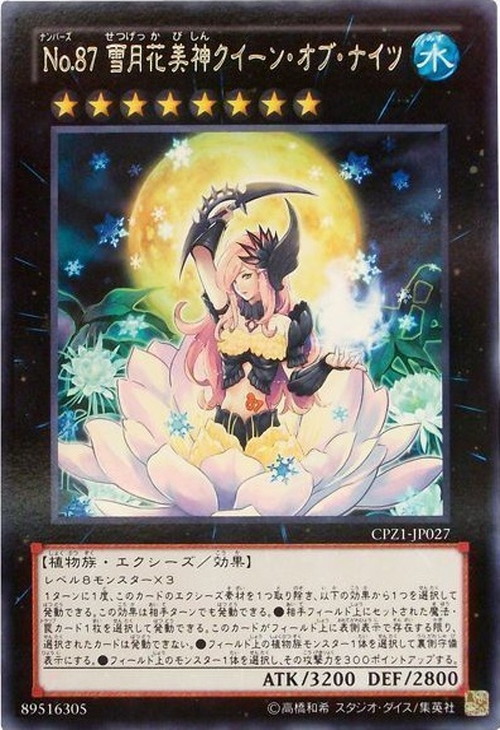 ナンバーズ せつげっか びしん
No.87 雪月花美神クイーン・オブ・ナイツ
水
87
CPZ1-JP027
【植物族・エクシーズ/効果】
レベル8モンスター×3
1ターンに1度、このカードのエクシーズ素材を1つ取り除き、以下の効果から1つを選択して
発動できる。この効果は相手ターンでも発動できる。●相手フィールド上にセットされた魔法・
罠カード1枚を選択して発動できる。このカードがフィールド上に表側表示で存在する限り、
選択されたカードは発動できない。●フィールド上の植物族モンスター1体を選択して裏側守備
表示にする。●フィールド上のモンスター1体を選択し、その攻撃力を300ポイントアップする。
ATK/3200 DEF/2800
89516305
©高橋和希 スタジオ・ダイス/集英社